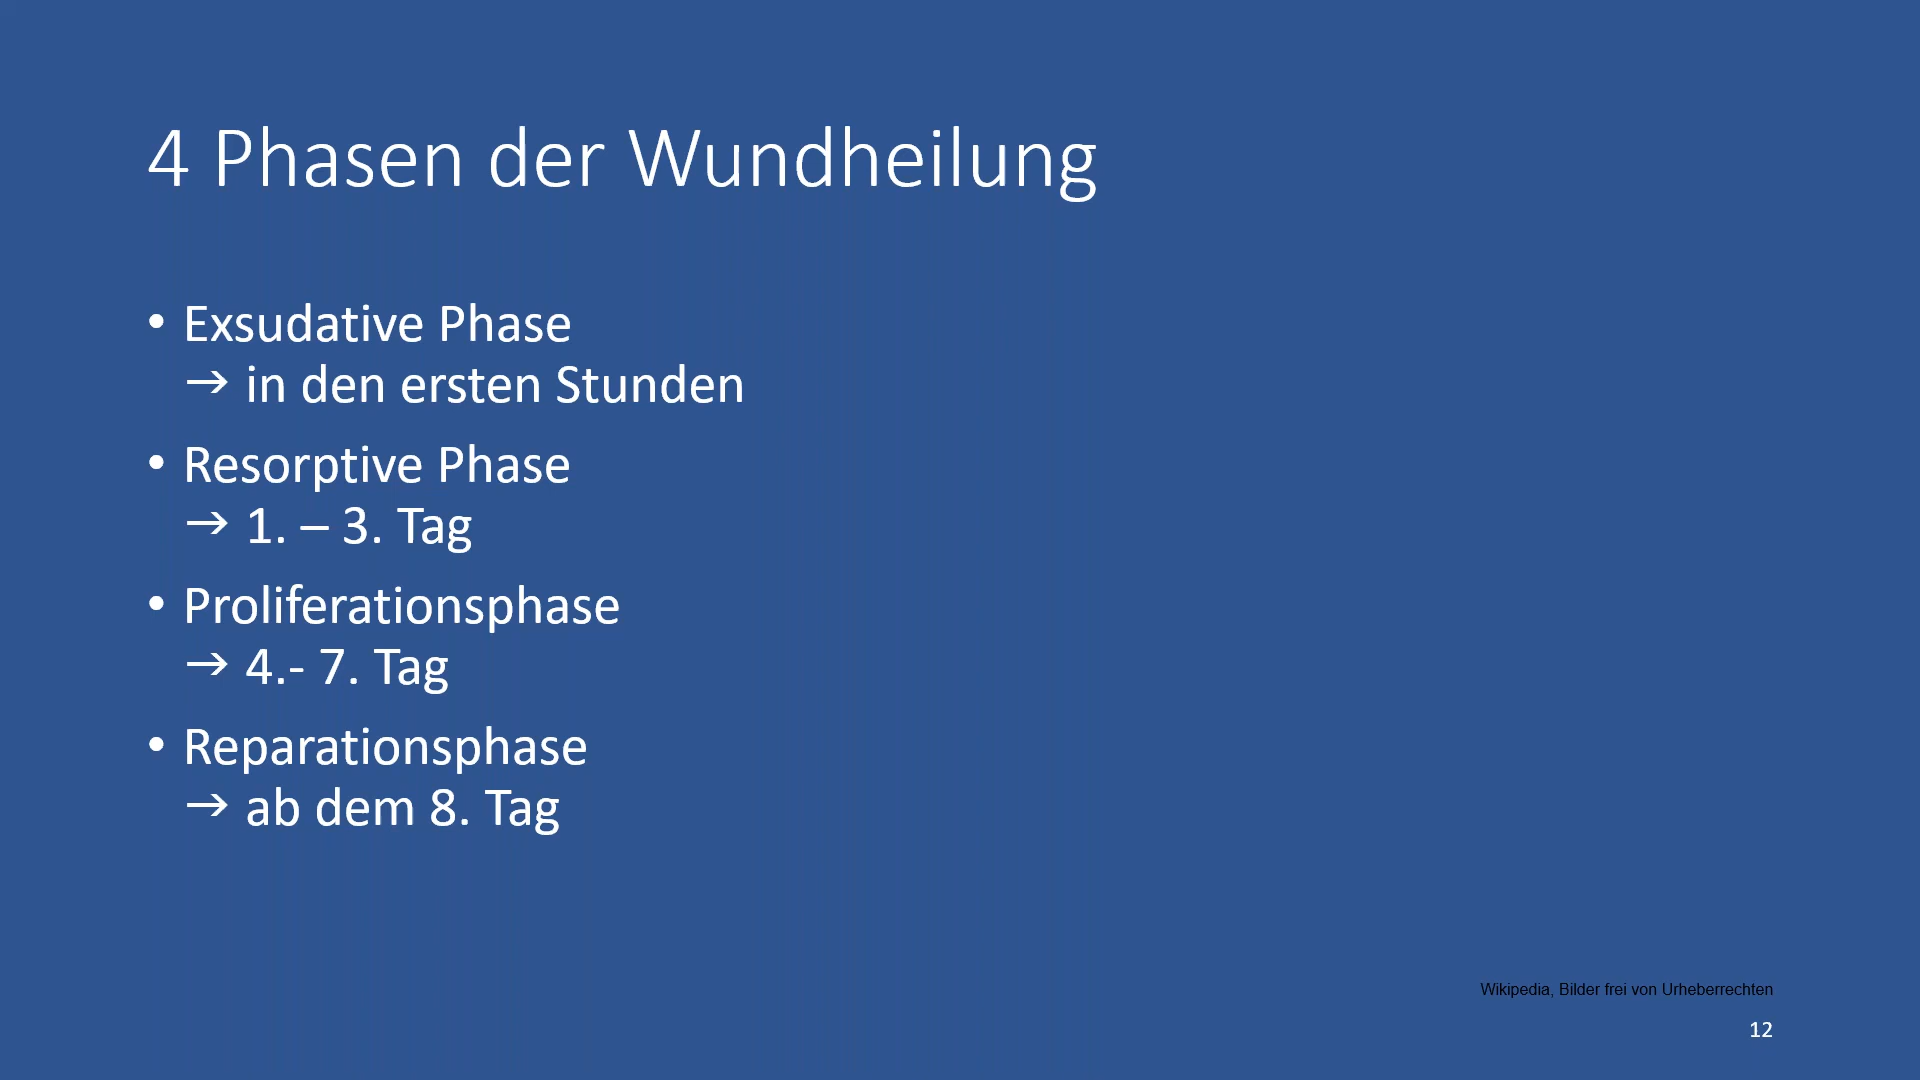 4 Phasen der Wundheilung
• Exsudative Phase
→ in den ersten Stunden
• Resorptive Phase
→ 1. – 3. Tag
• Proliferationsphase
→ 4.- 7. Tag
• Reparationsphase
→ ab dem 8. Tag
Wikipedia, Bilder frei von Urheberrechten
12